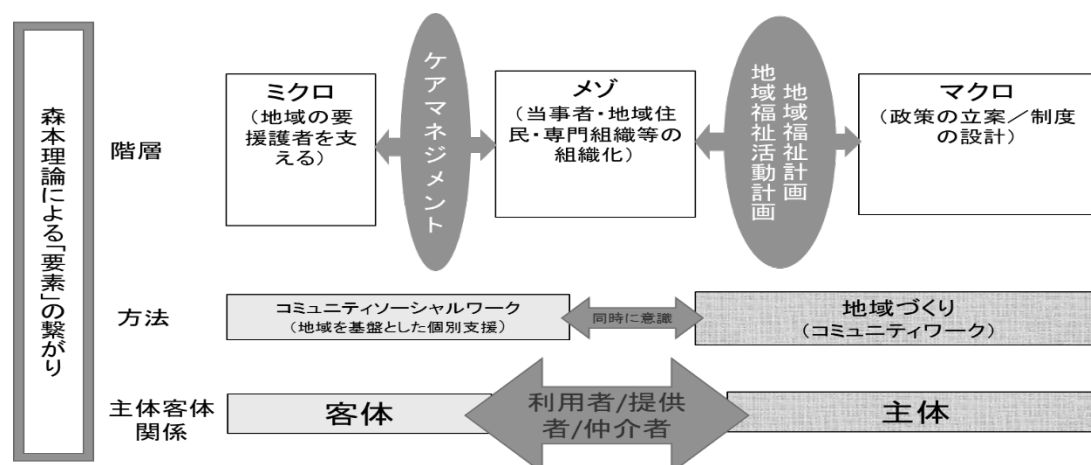 森本理論による「要素」の繋がり
階層
ミクロ
(地域の要
援護者を支
える)
ケアマネジメント
メゾ
(当事者・地域住
民・専門組織等の
組織化)
地域福祉計画
地域福祉活動計画
マクロ
(政策の立案/制度
の設計)
方法
コミュニティソーシャルワーク
(地域を基盤とした個別支援)
同時に意識
地域づくり
(コミュニティワーク)
主体客体
関係
客体
利用者/提供
者/仲介者
主体